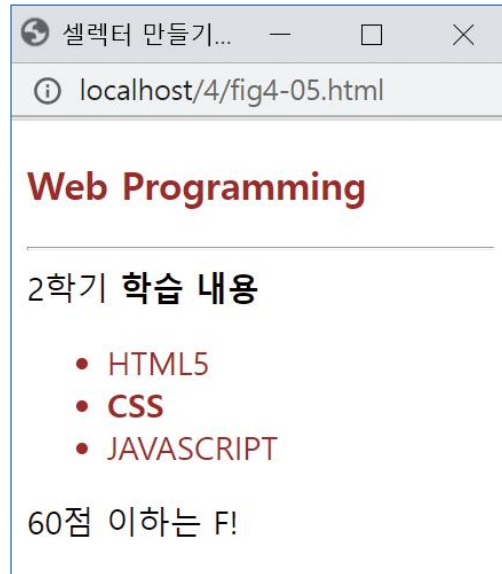 셀렉터 만들기...
localhost/4/fig4-05.html
Web Programming
2학기 학습 내용
• HTML5
• CSS
• JAVASCRIPT
60점 이하는 F!